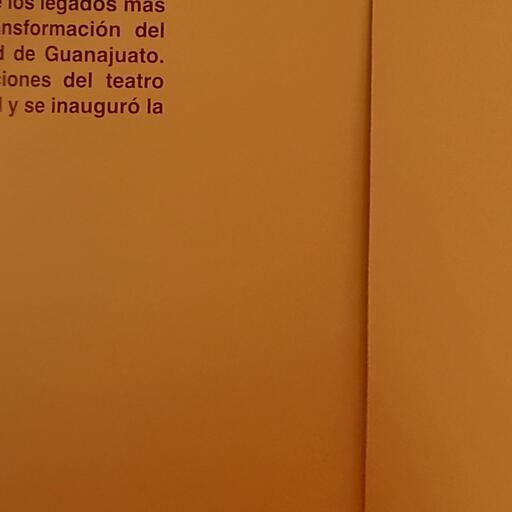 los legados más
nsformación del
de Guanajuato.
ciones del teatro
y se inauguró la